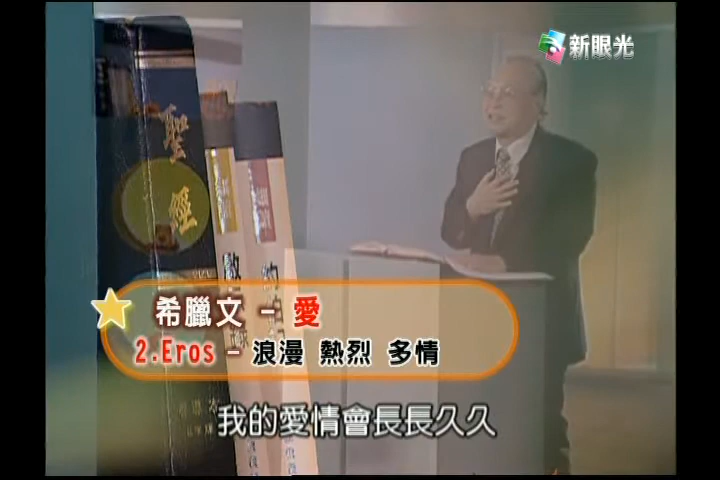 新眼光
聖經
希臘文 - 愛
2.Eros - 浪漫 熱烈 多情
我的愛情會長長久久